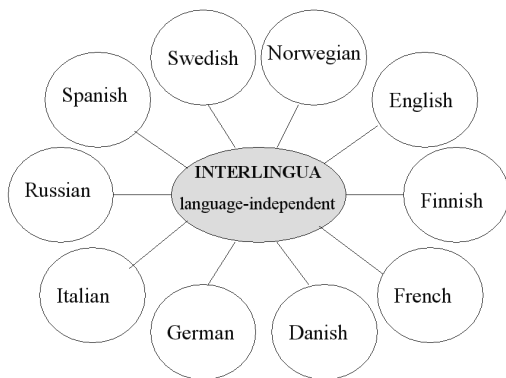 Swedish
Norwegian
Spanish
English
INTERLINGUA
language-independent
Russian
Finnish
Italian
French
German
Danish